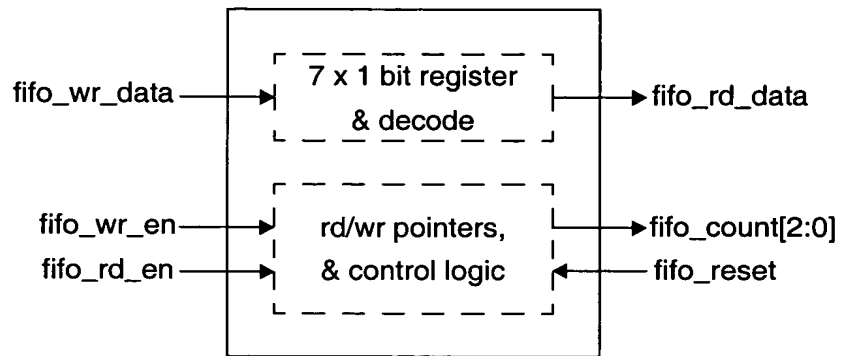 7 x 1 bit register
& decode
fifo_wr_data
fifo_rd_data
fifo_wr_en
fifo_rd_en
rd/wr pointers,
& control logic
fifo_count[2:0]
fifo_reset